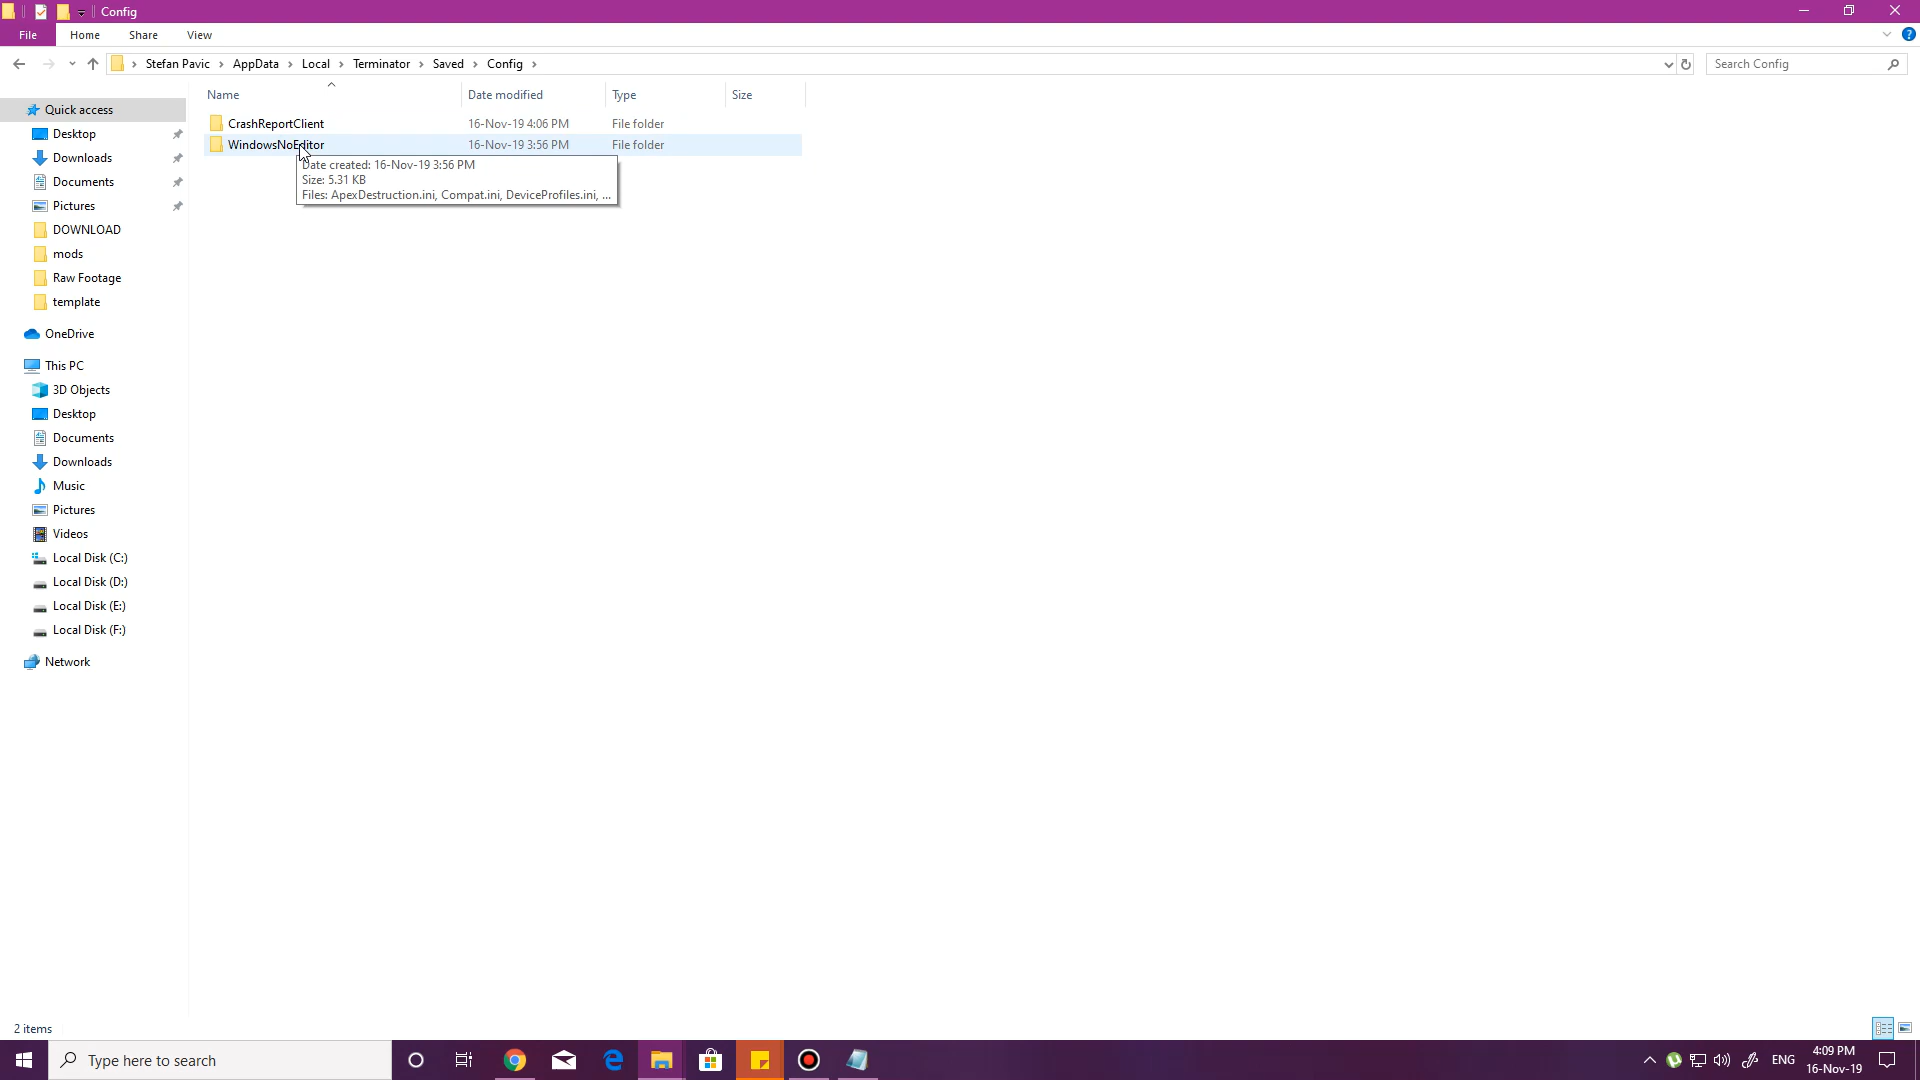 Config
File
Home
Share
View
Stefan Pavic
AppData
Local
Terminator
Saved
Config
Search Config
Name
Date modified
Type
Size
CrashReportClient
16-Nov-19 4:06 PM
File folder
WindowsNoEditor
16-Nov-19 3:56 PM
File folder
Date created: 16-Nov-19 3:56 PM
Size: 5.31 KB
Files: ApexDestruction.ini, Compat.ini, DeviceProfiles.ini, ...
Quick access
Desktop
Downloads
Documents
Pictures
DOWNLOAD
mods
Raw Footage
template
OneDrive
This PC
3D Objects
Desktop
Documents
Downloads
Music
Pictures
Videos
Local Disk (C:)
Local Disk (D:)
Local Disk (E:)
Local Disk (F:)
Network
2 items
Type here to search
ENG
4:09 PM
16-Nov-19